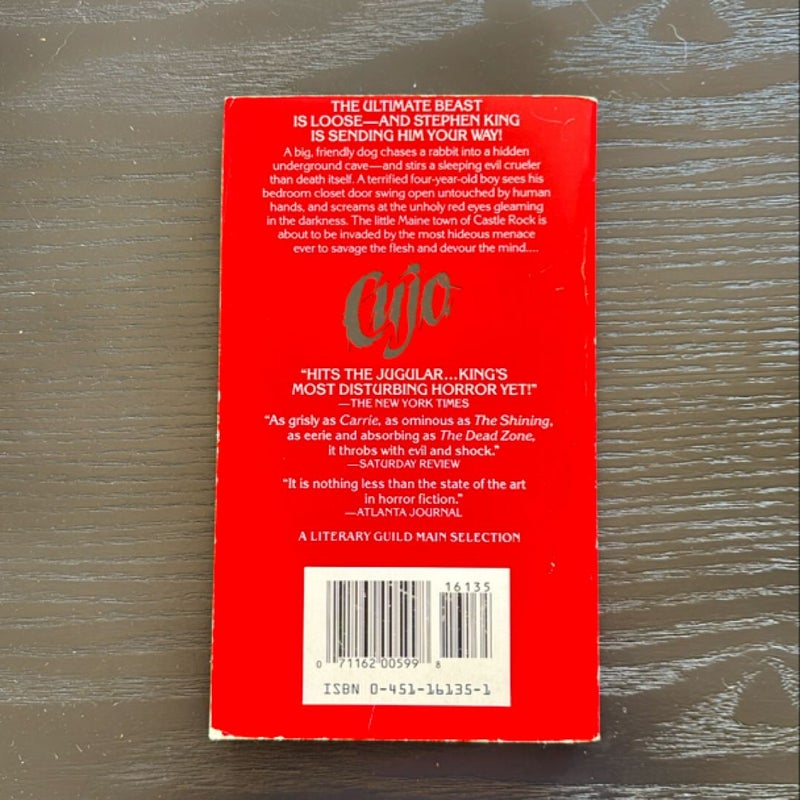 THE ULTIMATE BEAST
IS LOOSE—AND STEPHEN KING
IS SENDING HIM YOUR WAY!
A big, friendly dog chases a rabbit into a hidden
underground cave—and stirs a sleeping evil crueler
than death itself. A terrified four-year-old boy sees his
bedroom closet door swing open untouched by human
hands, and screams at the unholy red eyes gleaming
in the darkness. The little Maine town of Castle Rock is
about to be invaded by the most hideous menace
ever to savage the flesh and devour the mind....
Cujo
“HITS THE JUGULAR...KING'S
MOST DISTURBING HORROR YET!”
—THE NEW YORK TIMES
“As grisly as Carrie, as ominous as The Shining,
as eerie and absorbing as The Dead Zone,
it throbs with evil and shock.”
—SATURDAY REVIEW
“It is nothing less than the state of the art
in horror fiction.”
—ATLANTA JOURNAL
A LITERARY GUILD MAIN SELECTION
16135
0 71162 00599 8
ISBN 0-451-16135-1